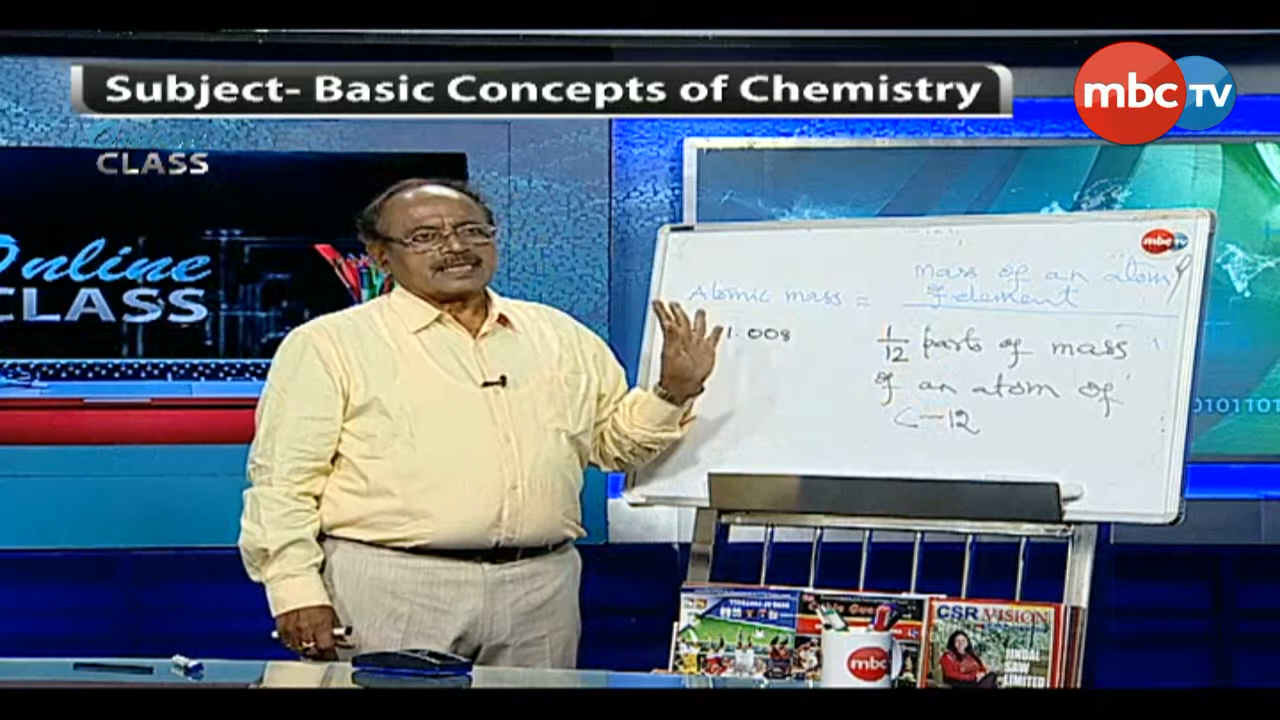 Subject- Basic Concepts of Chemistry
mbc TV
CLASS
Online
CLASS
mbc TV
mass of an atom
Atomic mass = of element
1.008
1/12 parts of mass
of an atom of
C-12
0101101
mbc
CSR VISION
JINDAL
SAW
LIMITED